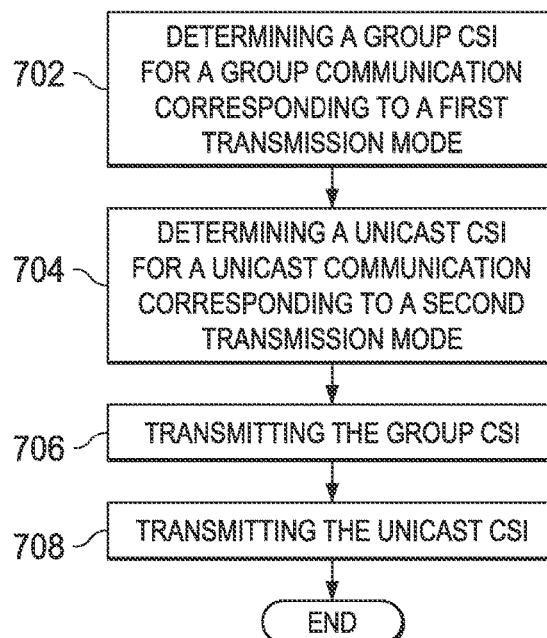 702
DETERMINING A GROUP CSI
FOR A GROUP COMMUNICATION
CORRESPONDING TO A FIRST
TRANSMISSION MODE
704
DETERMINING A UNICAST CSI
FOR A UNICAST COMMUNICATION
CORRESPONDING TO A SECOND
TRANSMISSION MODE
706
TRANSMITTING THE GROUP CSI
708
TRANSMITTING THE UNICAST CSI
END